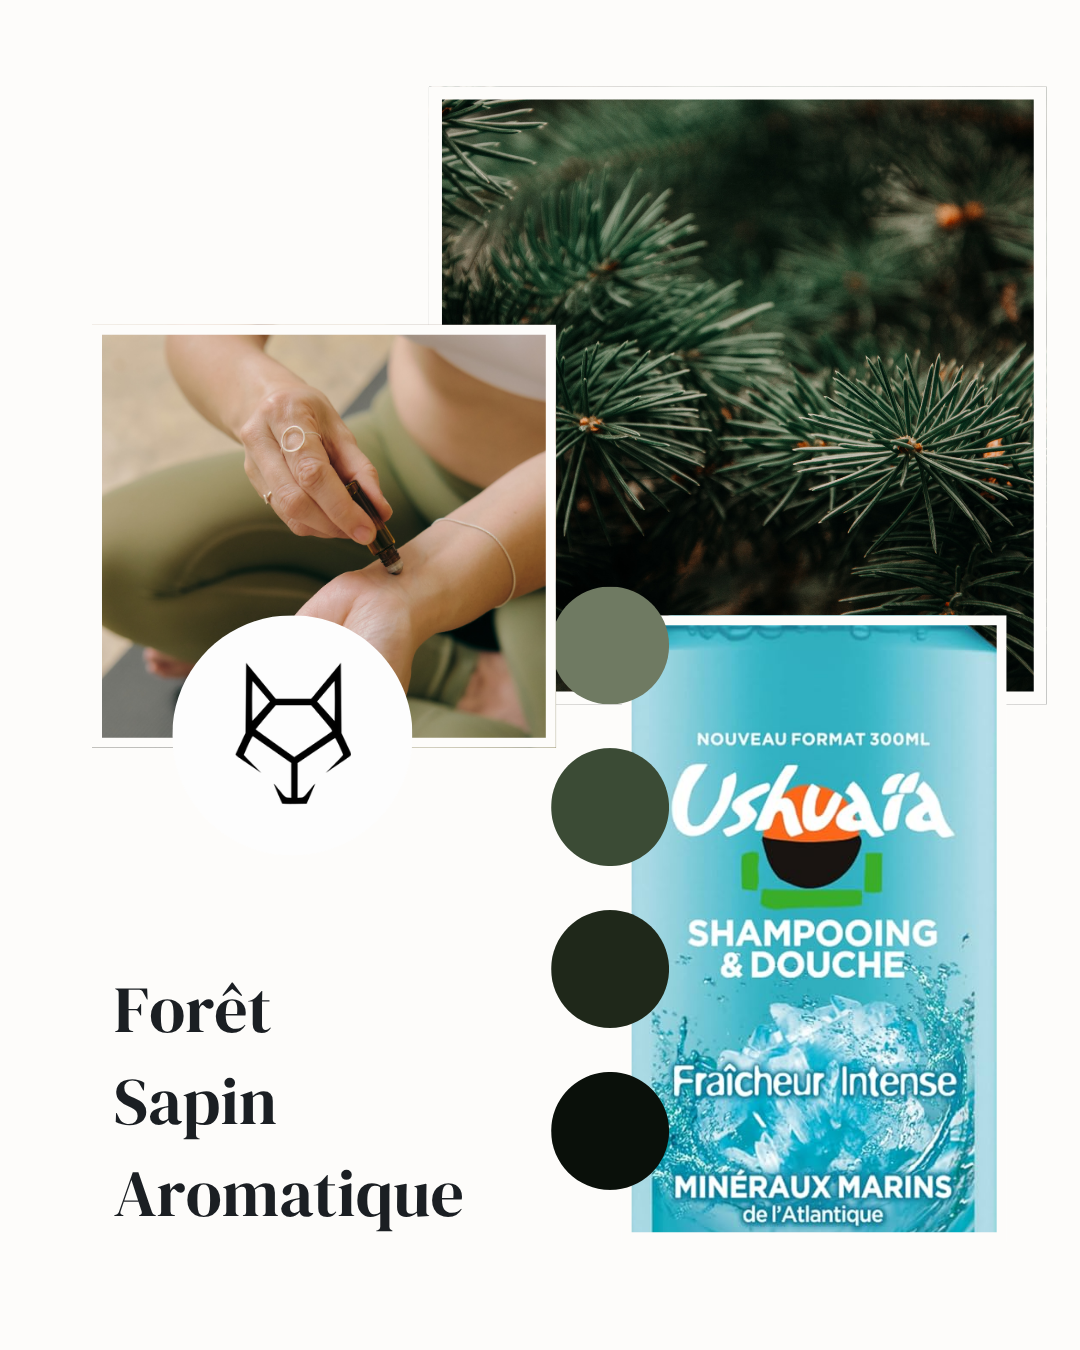 NOUVEAU FORMAT 300ML
Ushuaïa
SHAMPOOING
& DOUCHE
Fraîcheur Intense
MINÉRAUX MARINS
de l'Atlantique
Forêt
Sapin
Aromatique